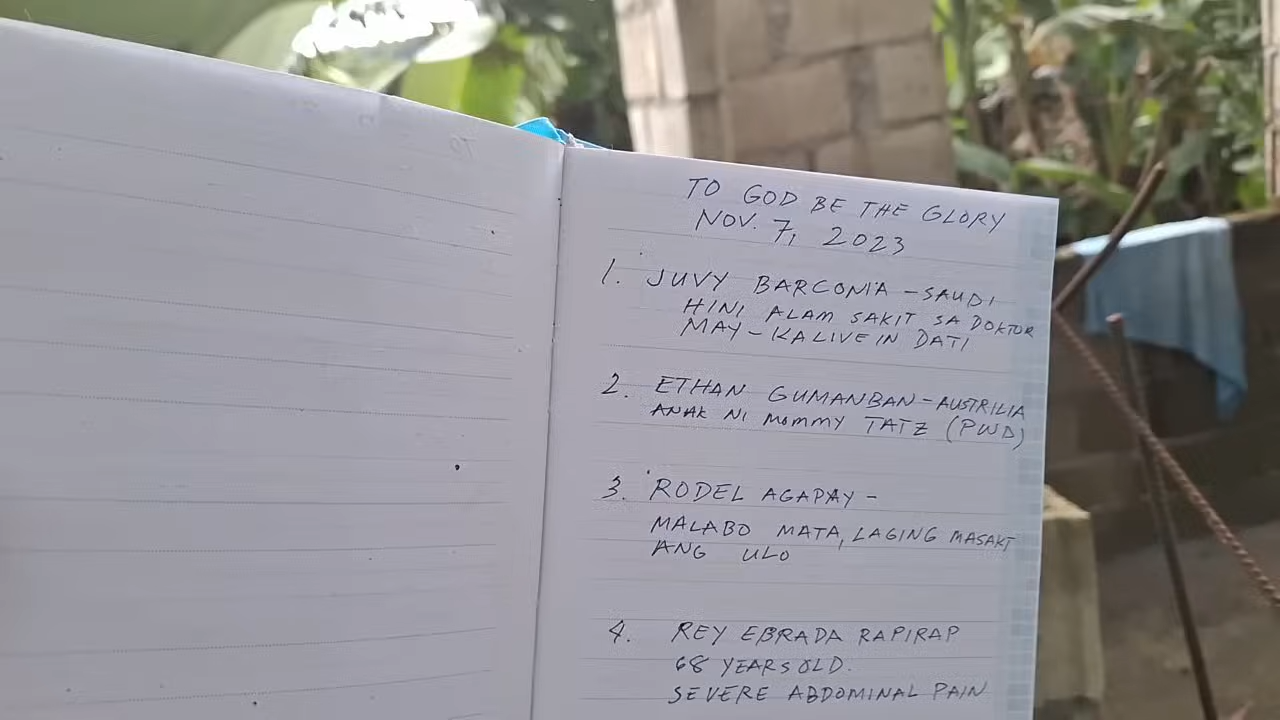 TO GOD BE THE GLORY
NOV. 7, 2023
1. JUVY BARCONIA - SAUDI
HINI ALAM SAKIT SA DOKTOR
MAY - KALIVE IN DATI
2. ETHAN GUMANBAN - AUSTRILIA
ANAK NI MOMMY TATZ (PWD)
3. RODEL AGAPAY -
MALABO MATA, LAGING MASAKT
ANG ULO
4. REY EBRADA RAPIRAP
68 YEARS OLD.
SEVERE ABDOMINAL PAIN